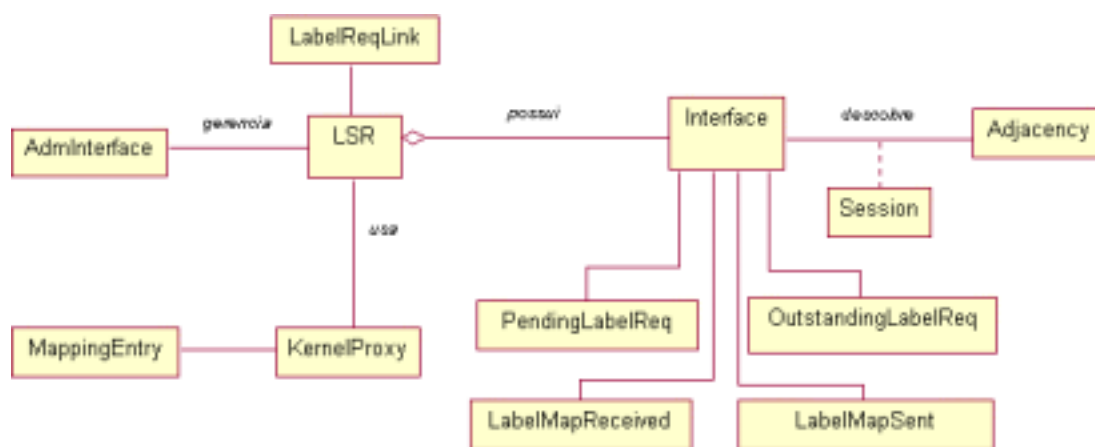 LabelReqLink
AdmInterface
gerencia
LSR
possui
Interface
descobre
Adjacency
Session
usa
PendingLabelReq
OutstandingLabelReq
MappingEntry
KernelProxy
LabelMapReceived
LabelMapSent